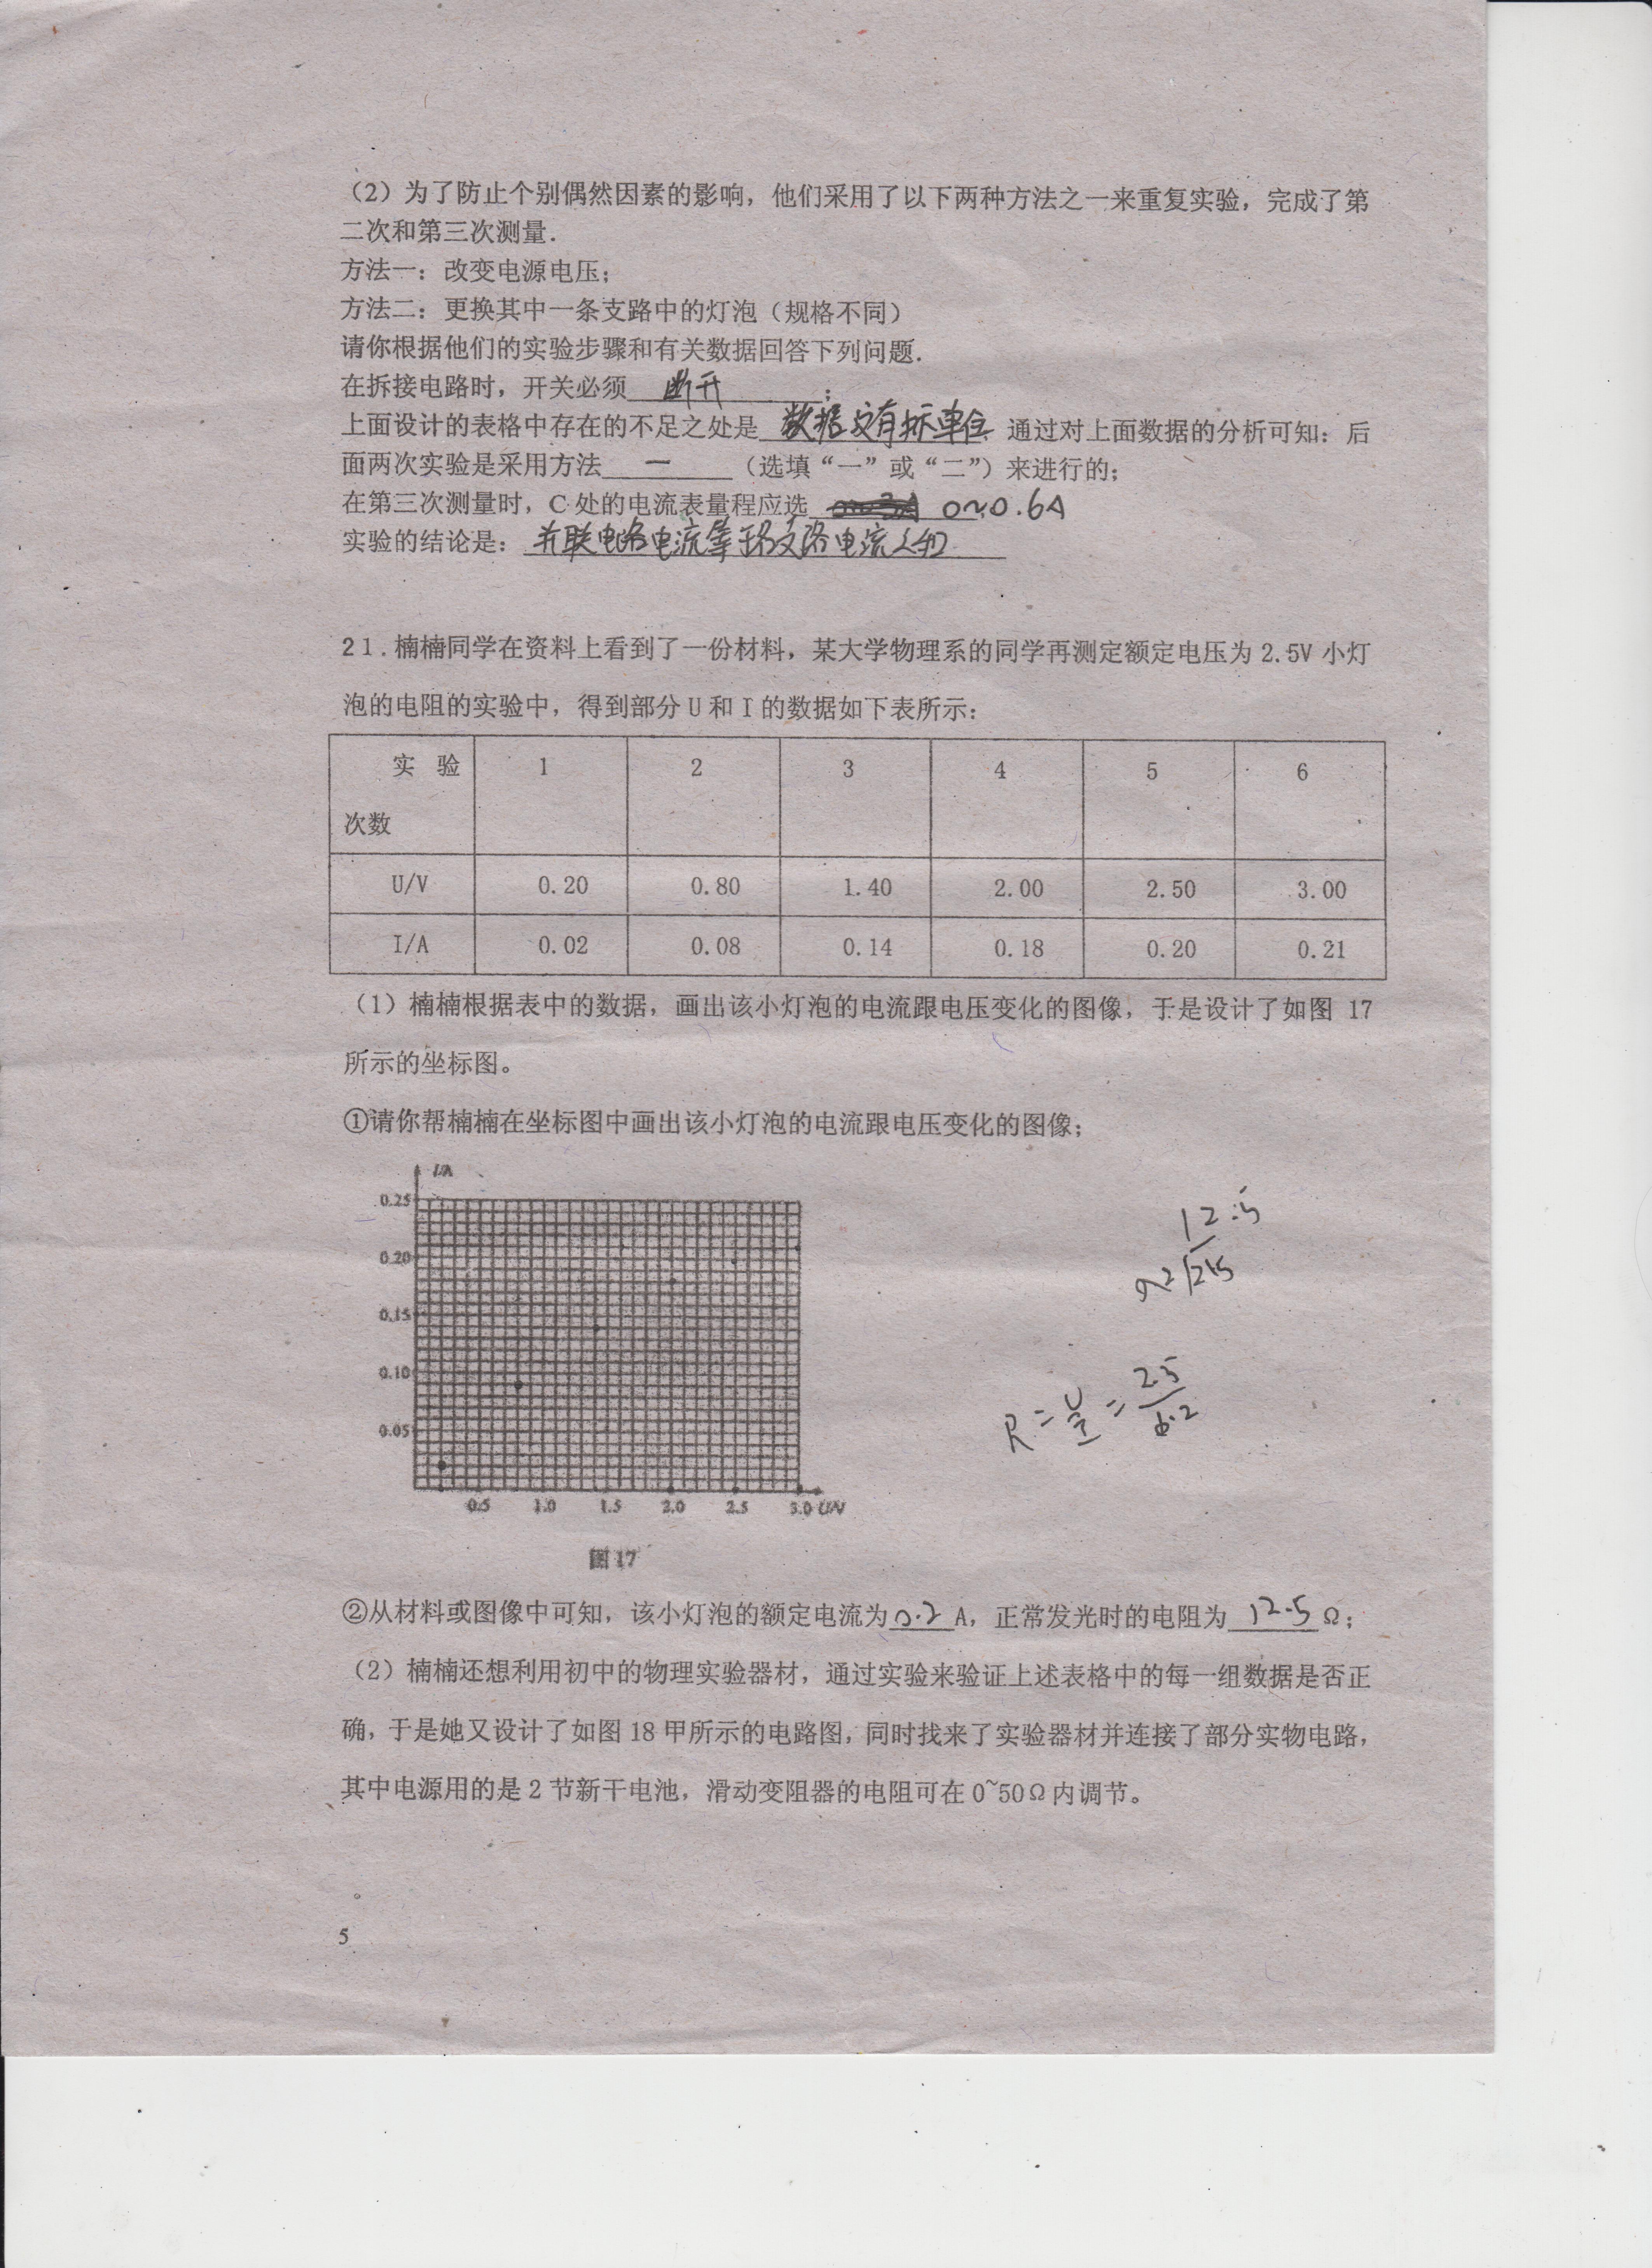 （2）为了防止个别偶然因素的影响，他们采用了以下两种方法之一来重复实验，完成了第
二次和第三次测量.
方法一：改变电源电压；
方法二：更换其中一条支路中的灯泡（规格不同）
请你根据他们的实验步骤和有关数据回答下列问题.
在拆接电路时，开关必须 断开 ；
上面设计的表格中存在的不足之处是 数据没有标单位 . 通过对上面数据的分析可知：后
面两次实验是采用方法 一 （选填“一”或“二”）来进行的；
在第三次测量时，C处的电流表量程应选 0~0.6A
实验的结论是： 并联电路电流等于各支路电流之和
21.楠楠同学在资料上看到了一份材料，某大学物理系的同学再测定额定电压为2.5V小灯
泡的电阻的实验中，得到部分U和I的数据如下表所示：
实 验 1 2 3 4 5 6
次数
U/V 0.20 0.80 1.40 2.00 2.50 3.00
I/A 0.02 0.08 0.14 0.18 0.20 0.21
（1）楠楠根据表中的数据，画出该小灯泡的电流跟电压变化的图像，于是设计了如图 17
所示的坐标图。
①请你帮楠楠在坐标图中画出该小灯泡的电流跟电压变化的图像；
I/A
0.25
0.20
0.15
0.10
0.05
0.5 1.0 1.5 2.0 2.5 3.0 U/V
图17
12.5
R=U/I=2.5/0.2
②从材料或图像中可知，该小灯泡的额定电流为0.2A，正常发光时的电阻为 12.5 Ω；
（2）楠楠还想利用初中的物理实验器材，通过实验来验证上述表格中的每一组数据是否正
确，于是她又设计了如图18甲所示的电路图，同时找来了实验器材并连接了部分实物电路，
其中电源用的是2节新干电池，滑动变阻器的电阻可在0~50Ω内调节。
5